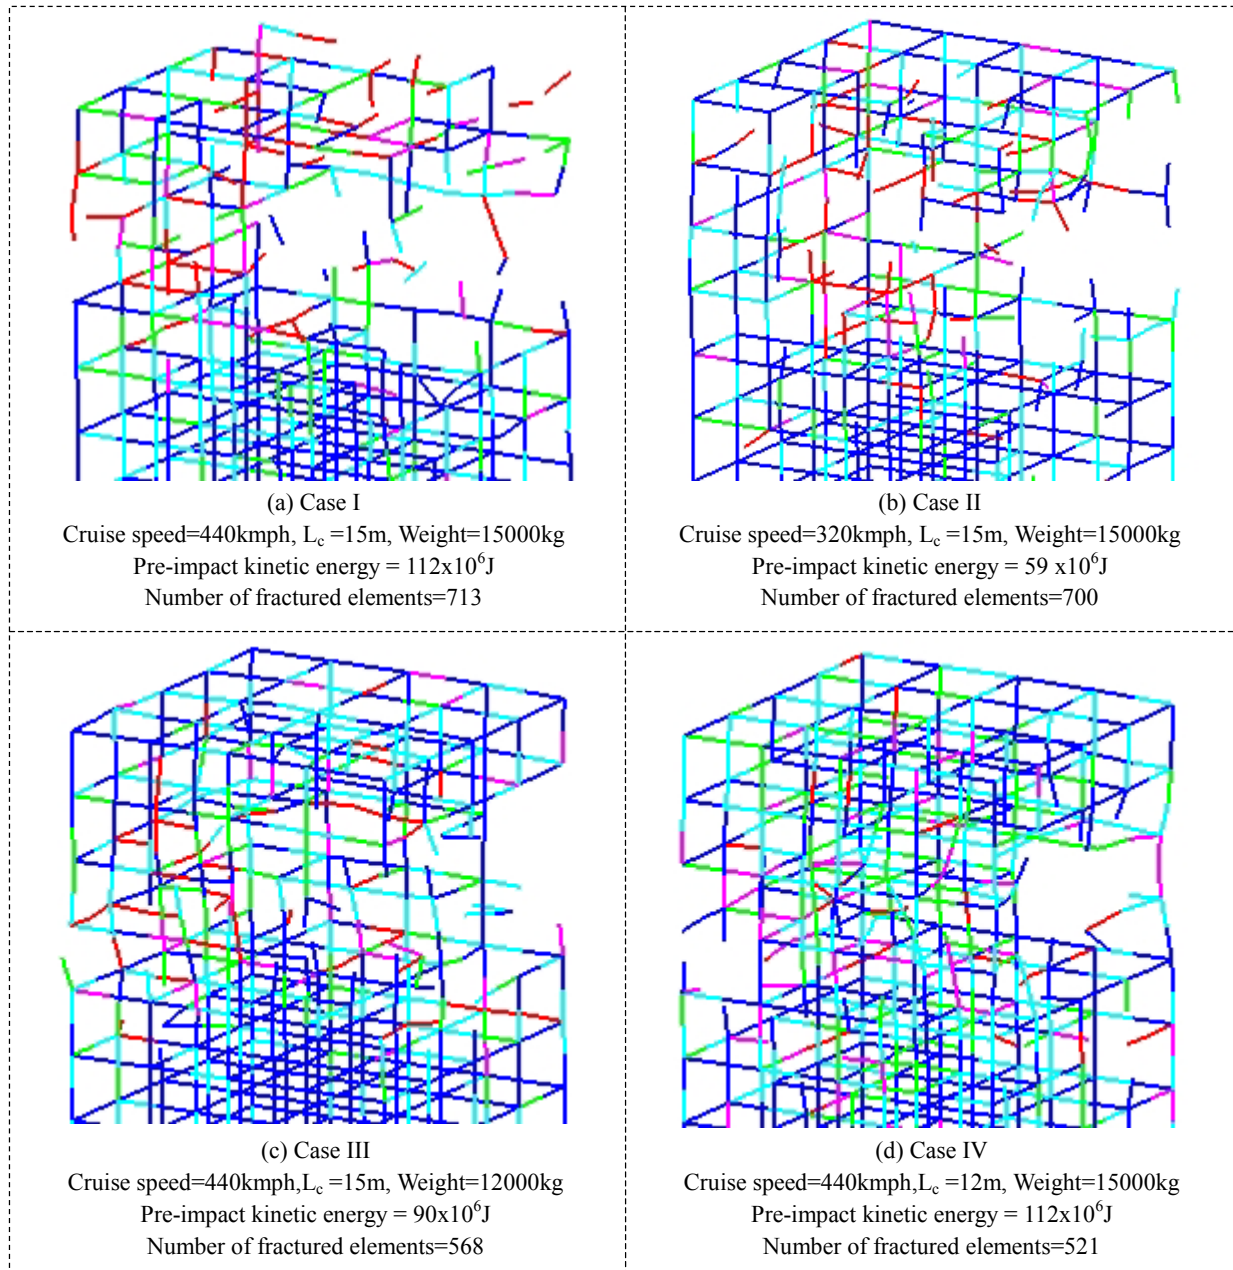 (a) Case I
Cruise speed=440kmph, Lc =15m, Weight=15000kg
Pre-impact kinetic energy = 112x10⁶J
Number of fractured elements=713
(b) Case II
Cruise speed=320kmph, Lc =15m, Weight=15000kg
Pre-impact kinetic energy = 59 x10⁶J
Number of fractured elements=700
(c) Case III
Cruise speed=440kmph,Lc =15m, Weight=12000kg
Pre-impact kinetic energy = 90x10⁶J
Number of fractured elements=568
(d) Case IV
Cruise speed=440kmph,Lc =12m, Weight=15000kg
Pre-impact kinetic energy = 112x10⁶J
Number of fractured elements=521